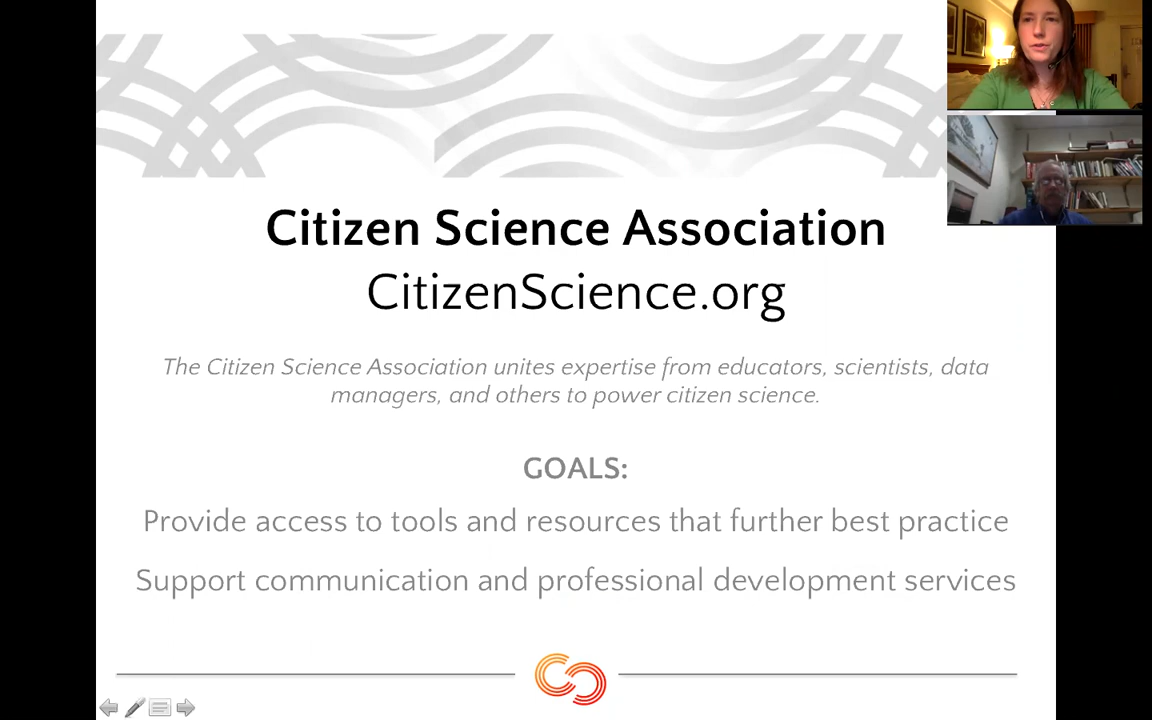 Citizen Science Association
CitizenScience.org
The Citizen Science Association unites expertise from educators, scientists, data
managers, and others to power citizen science.
GOALS:
Provide access to tools and resources that further best practice
Support communication and professional development services